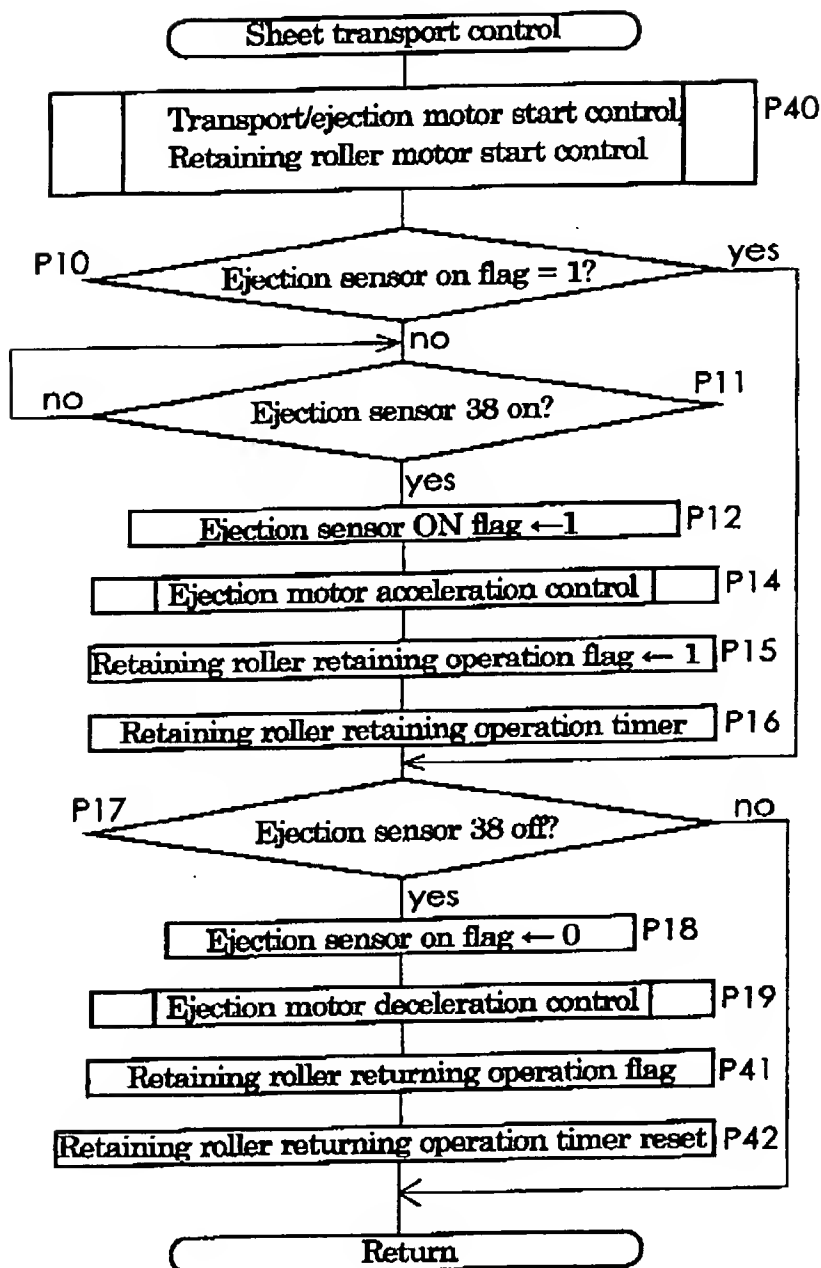 Sheet transport control
Transport/ejection motor start control,
Retaining roller motor start control
P40
P10
Ejection sensor on flag = 1?
yes
no
P11
no
Ejection sensor 38 on?
yes
Ejection sensor ON flag ←1
P12
Ejection motor acceleration control
P14
Retaining roller retaining operation flag ← 1
P15
Retaining roller retaining operation timer
P16
P17
no
Ejection sensor 38 off?
yes
Ejection sensor on flag ← 0
P18
Ejection motor deceleration control
P19
Retaining roller returning operation flag
P41
Retaining roller returning operation timer reset
P42
Return